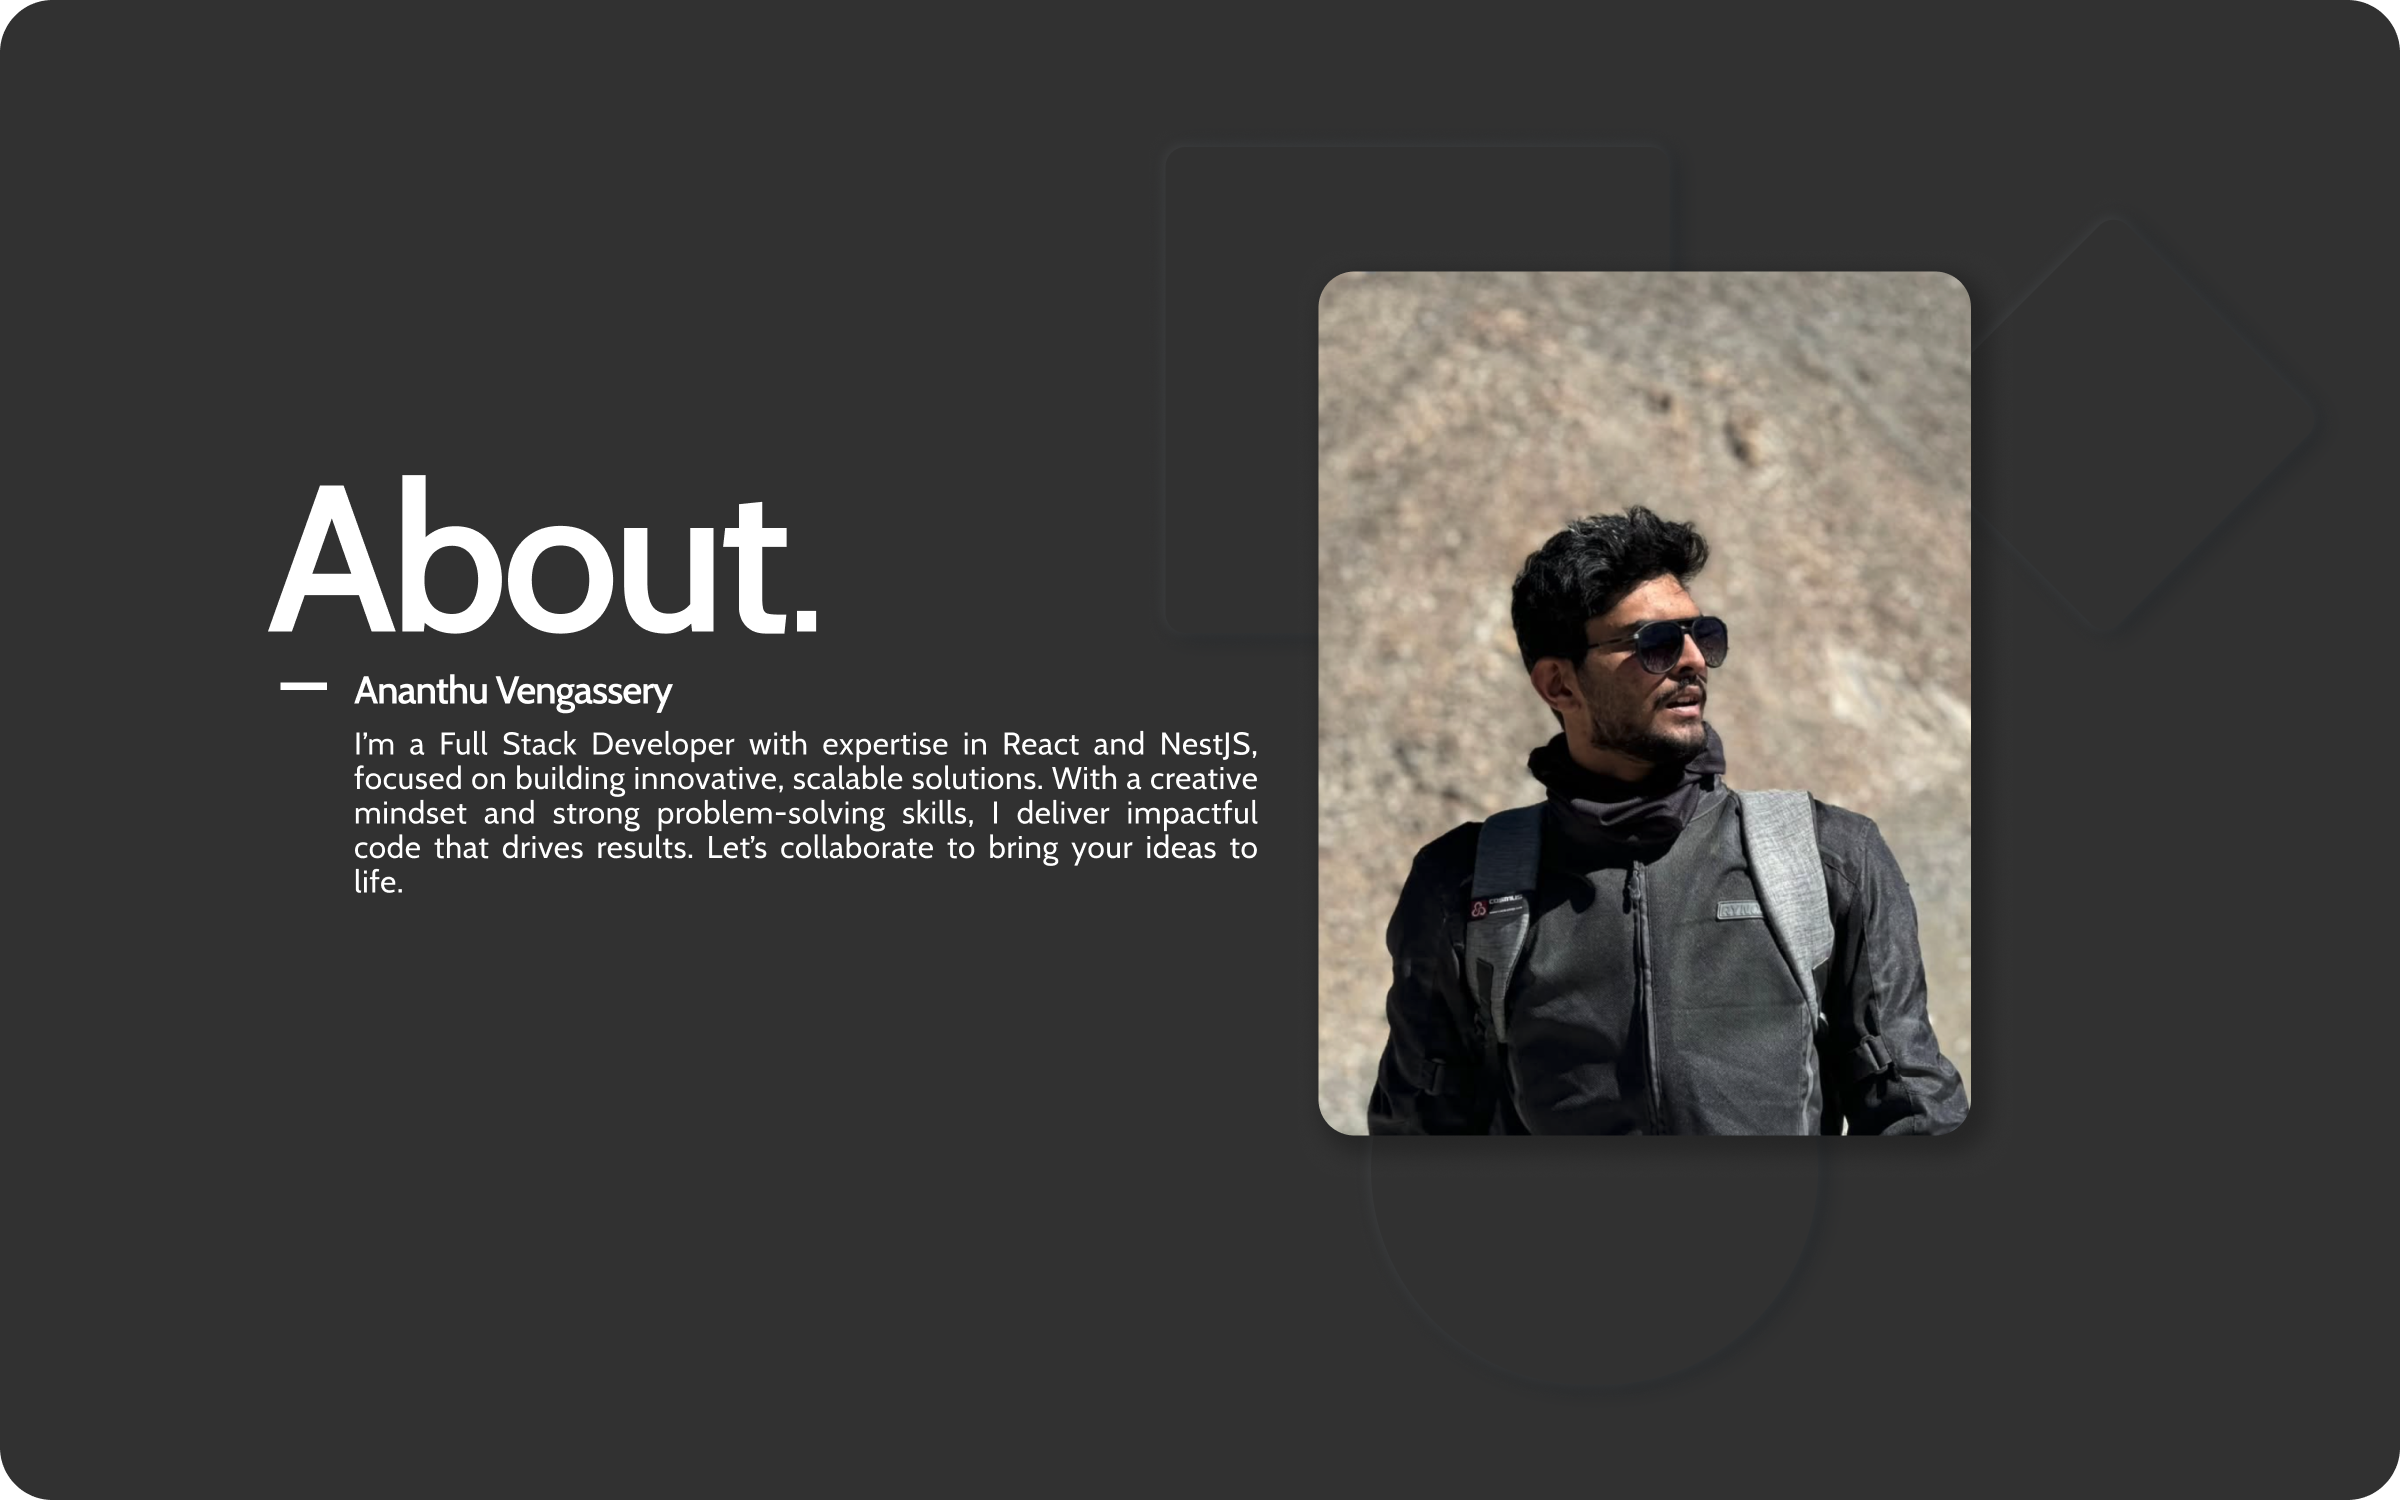 About.
Ananthu Vengassery
I’m a Full Stack Developer with expertise in React and NestJS,
focused on building innovative, scalable solutions. With a creative
mindset and strong problem-solving skills, I deliver impactful
code that drives results. Let’s collaborate to bring your ideas to
life.
COSMUS